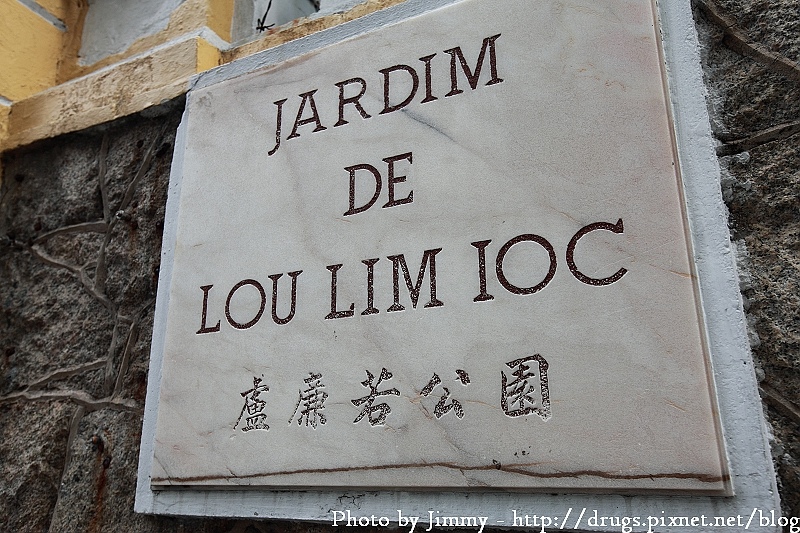 JARDIM
DE
LOU LIM IOC
盧廉若公園
Photo by Jimmy - http://drugs.pixnet.net/blog